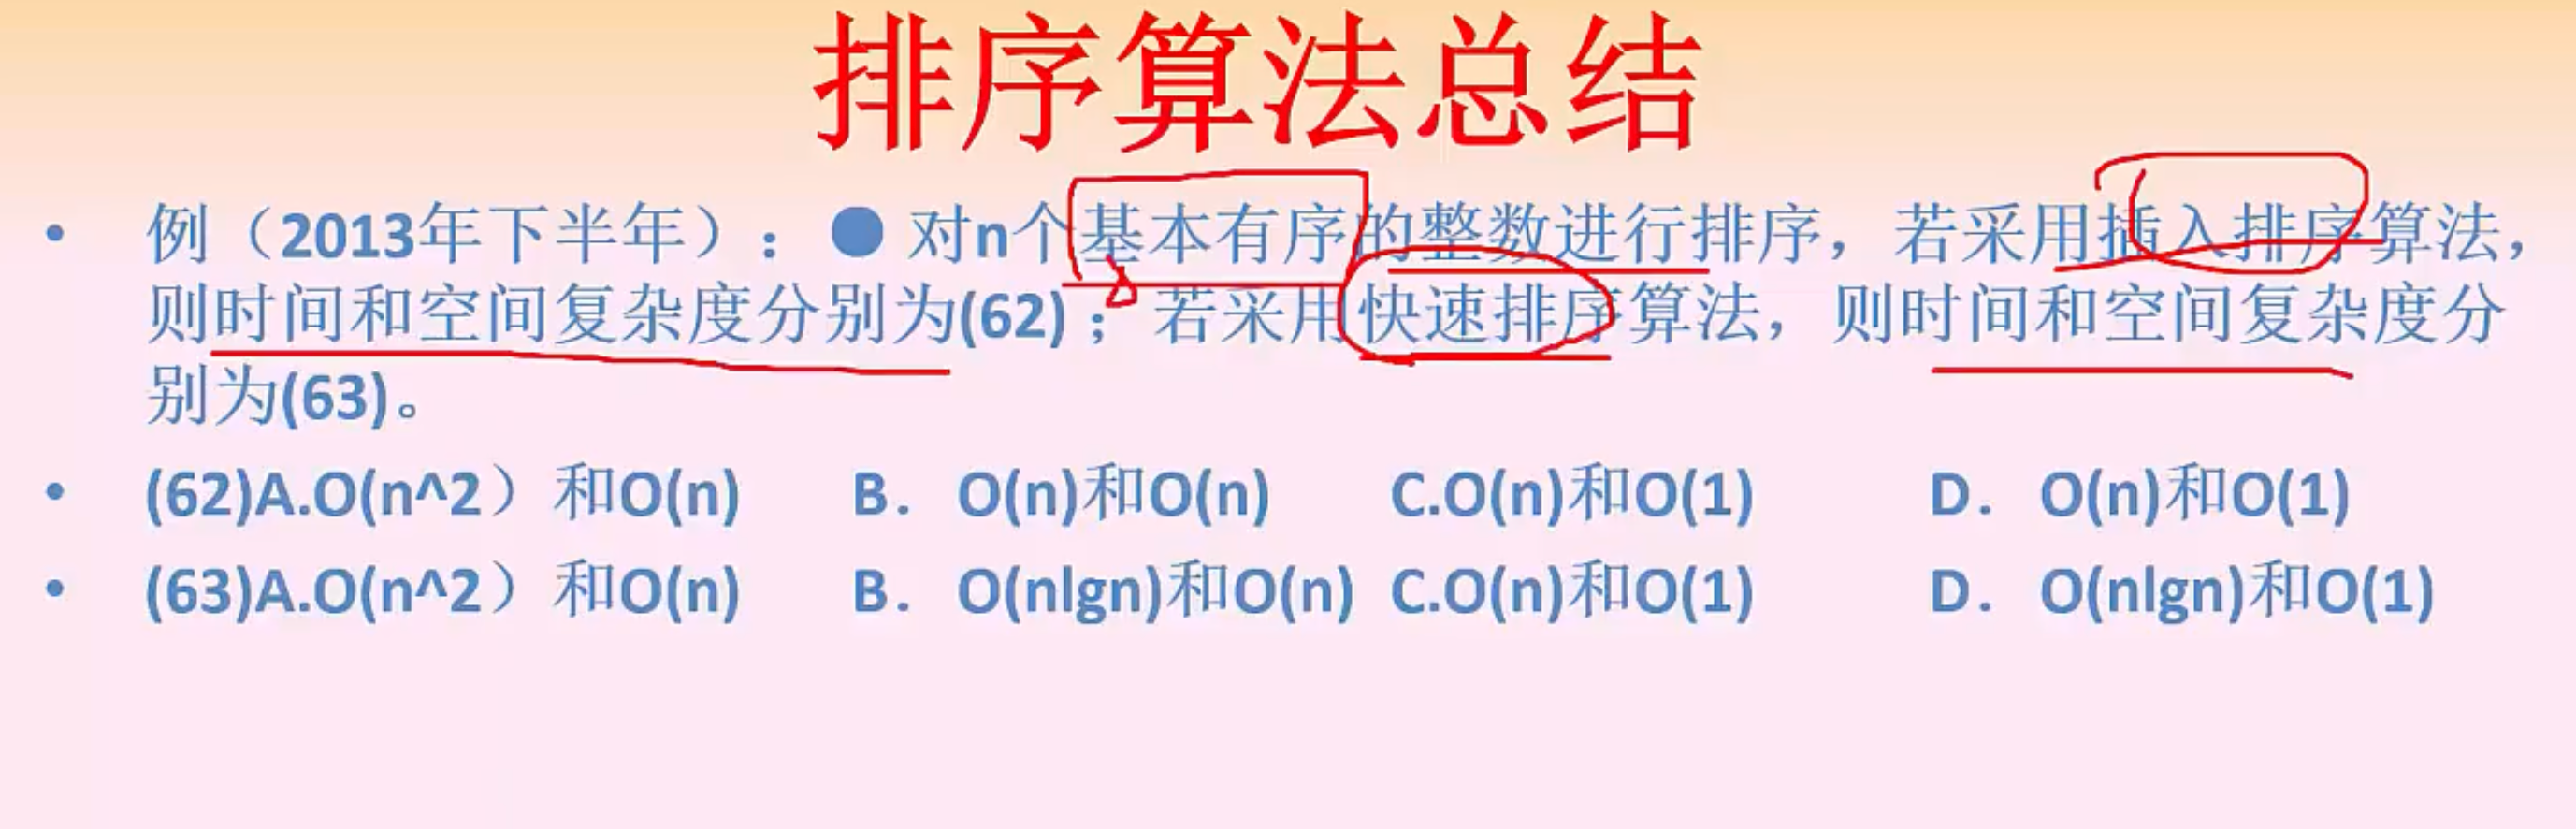 排序算法总结
• 例（2013年下半年）：● 对n个基本有序的整数进行排序，若采用插入排序算法，
则时间和空间复杂度分别为(62)；若采用快速排序算法，则时间和空间复杂度分
别为(63)。
• (62)A.O(n^2）和O(n) B. O(n)和O(n) C.O(n)和O(1) D. O(n)和O(1)
• (63)A.O(n^2）和O(n) B. O(nlgn)和O(n) C.O(n)和O(1) D. O(nlgn)和O(1)